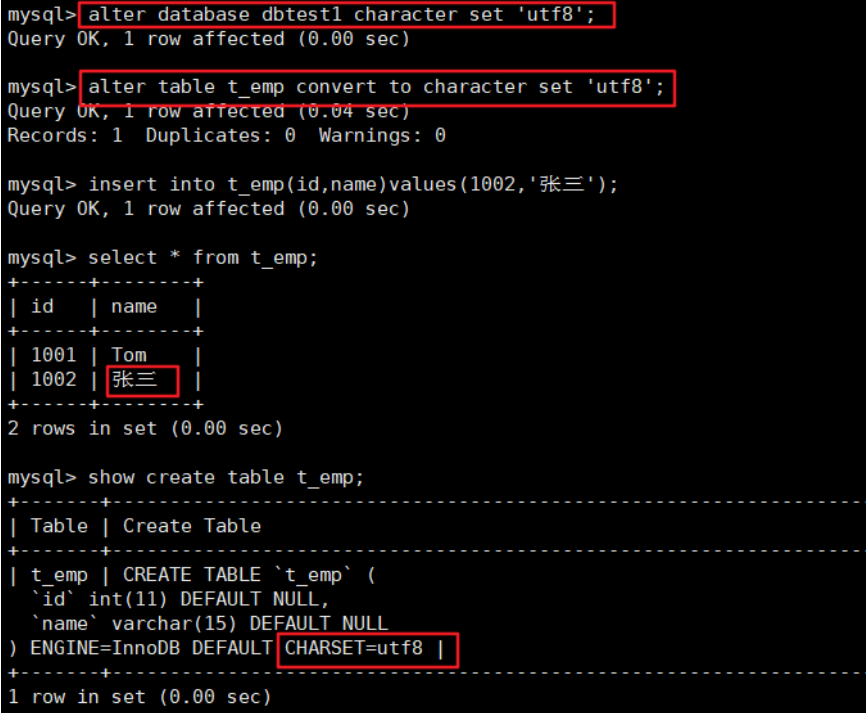 mysql> alter database dbtest1 character set 'utf8';
Query OK, 1 row affected (0.00 sec)
mysql> alter table t_emp convert to character set 'utf8';
Query OK, 1 row affected (0.04 sec)
Records: 1  Duplicates: 0  Warnings: 0
mysql> insert into t_emp(id,name)values(1002,'张三');
Query OK, 1 row affected (0.00 sec)
mysql> select * from t_emp;
+------+--------+
| id   | name   |
+------+--------+
| 1001 | Tom    |
| 1002 | 张三   |
+------+--------+
2 rows in set (0.00 sec)
mysql> show create table t_emp;
+-------+------------------------------------------------------------------
| Table | Create Table
+-------+------------------------------------------------------------------
| t_emp | CREATE TABLE `t_emp` (
  `id` int(11) DEFAULT NULL,
  `name` varchar(15) DEFAULT NULL
) ENGINE=InnoDB DEFAULT CHARSET=utf8 |
+-------+------------------------------------------------------------------
1 row in set (0.00 sec)